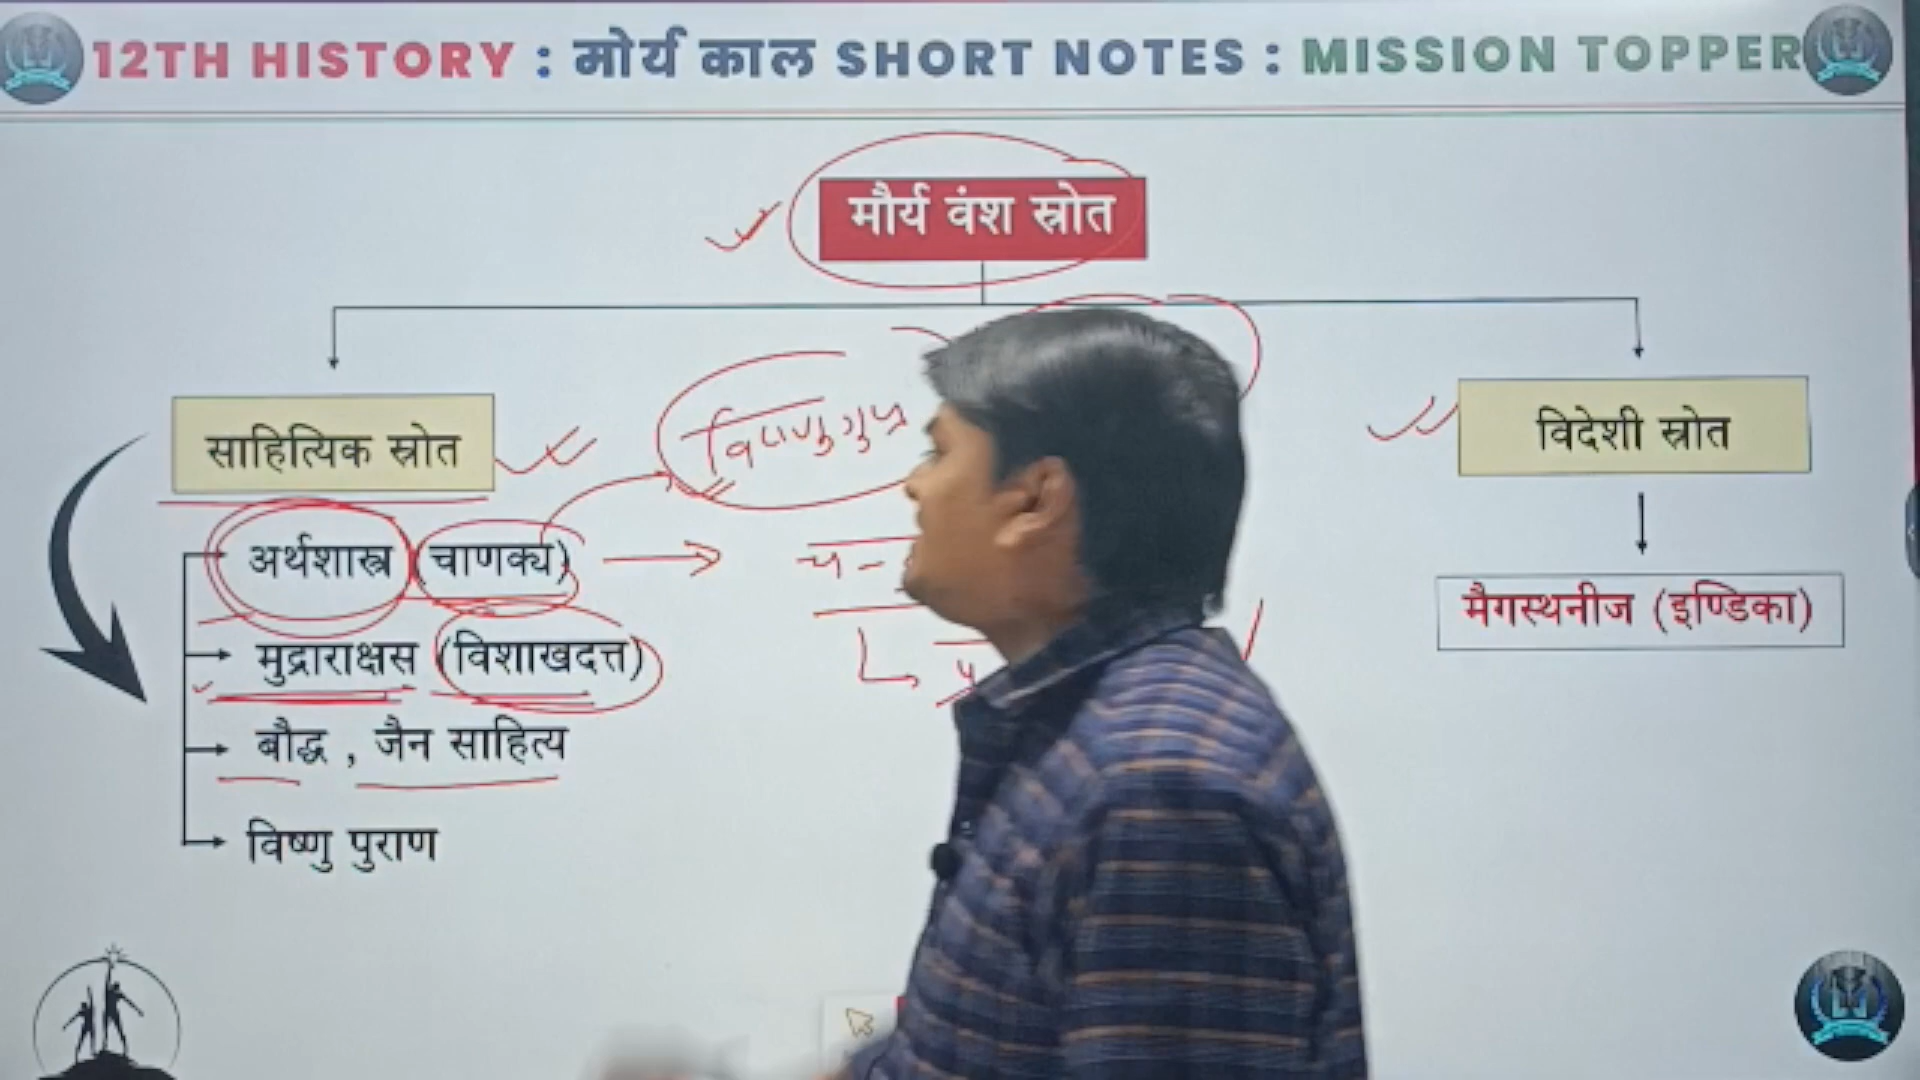 12TH HISTORY : मोर्य काल SHORT NOTES : MISSION TOPPER
मौर्य वंश स्रोत
साहित्यिक स्रोत
विदेशी स्रोत
अर्थशास्त्र (चाणक्य)
मुद्राराक्षस (विशाखदत्त)
बौद्ध , जैन साहित्य
विष्णु पुराण
मैगस्थनीज (इण्डिका)